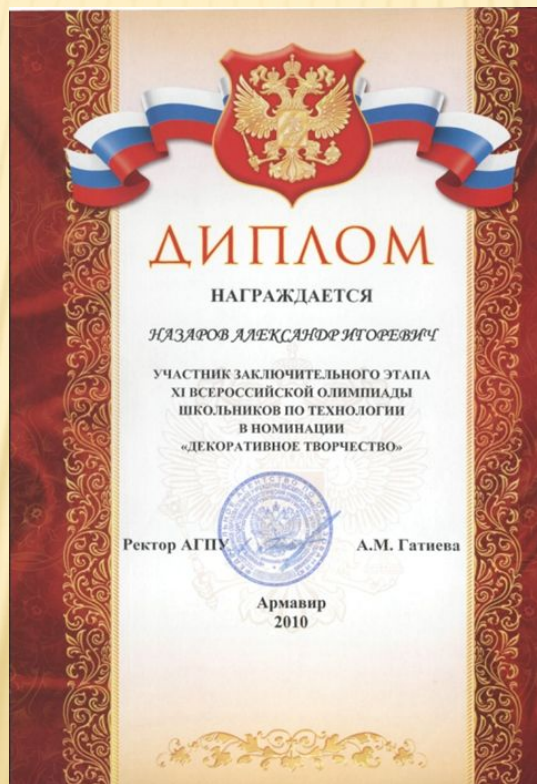 ДИПЛОМ
НАГРАЖДАЕТСЯ
НАЗАРОВ АЛЕКСАНДР ИГОРЕВИЧ
УЧАСТНИК ЗАКЛЮЧИТЕЛЬНОГО ЭТАПА
XI ВСЕРОССИЙСКОЙ ОЛИМПИАДЫ
ШКОЛЬНИКОВ ПО ТЕХНОЛОГИИ
В НОМИНАЦИИ
«ДЕКОРАТИВНОЕ ТВОРЧЕСТВО»
Ректор АГПУ А.М. Гатиева
Армавир
2010